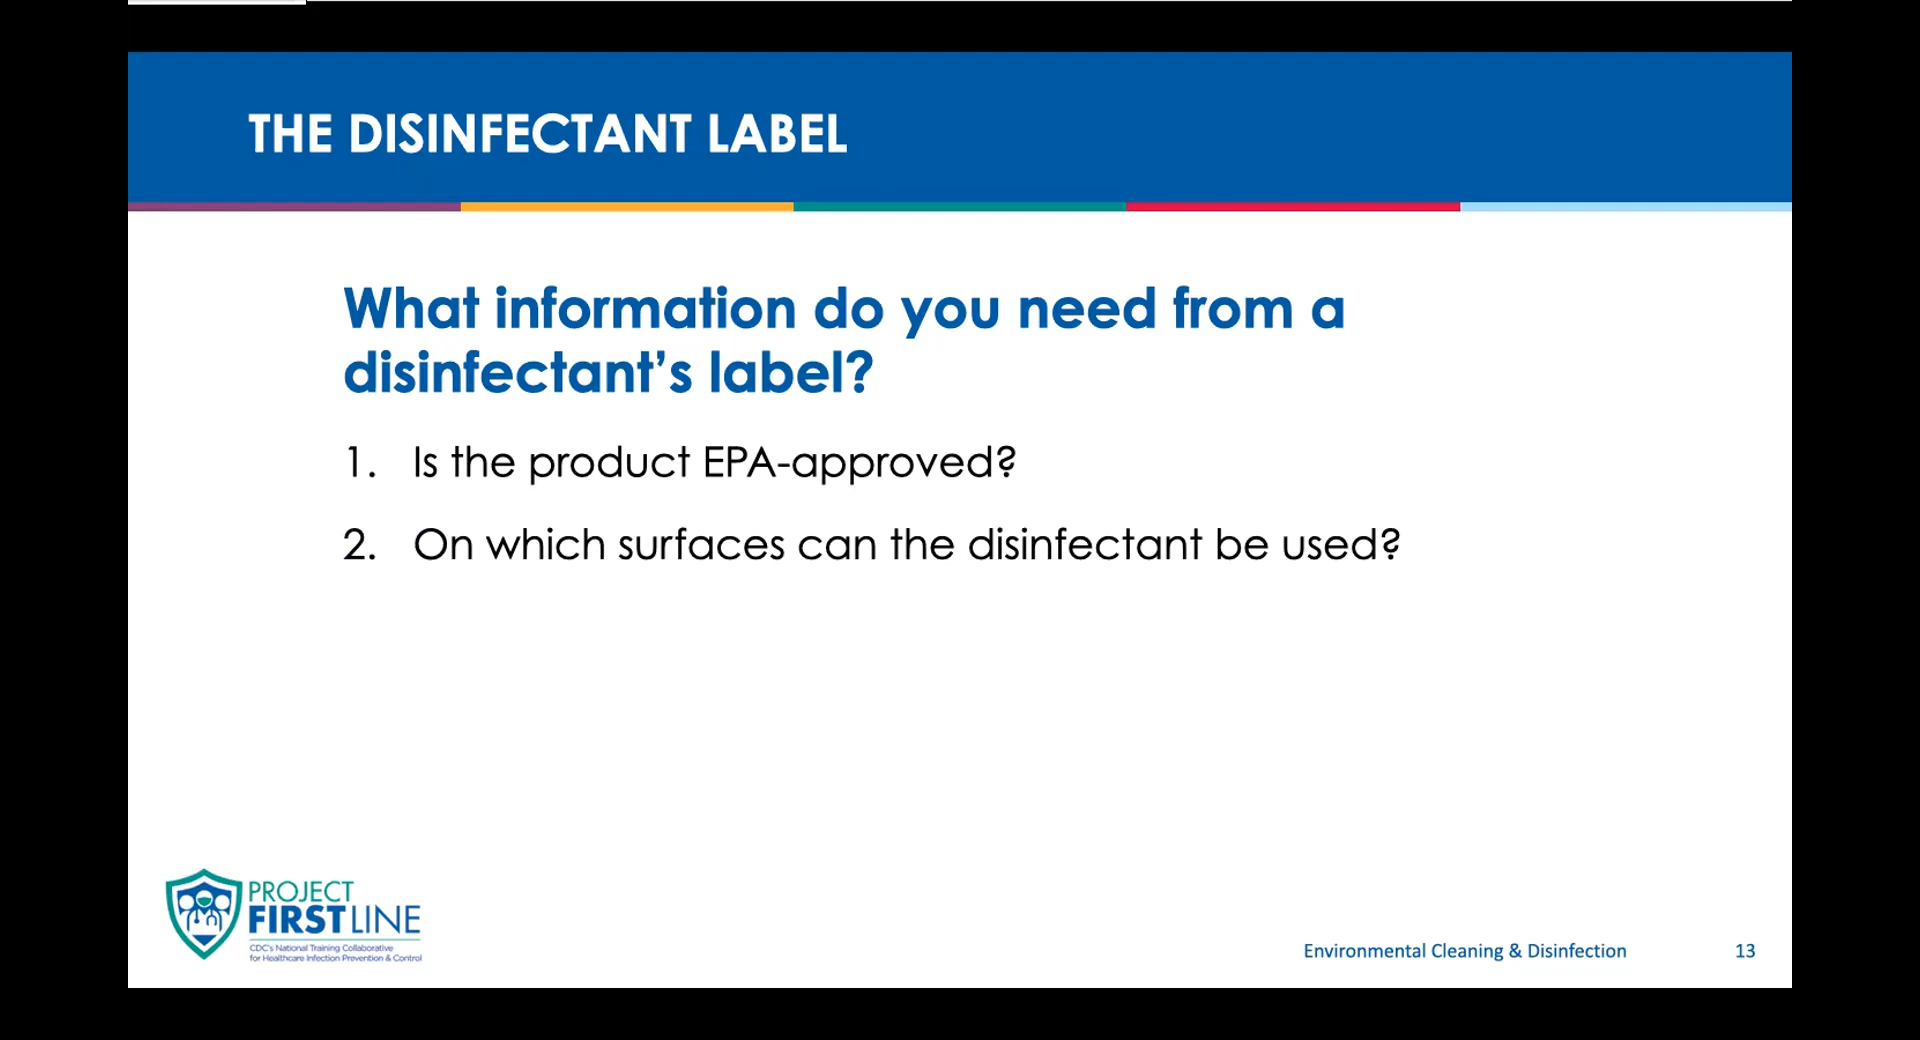 THE DISINFECTANT LABEL
What information do you need from a
disinfectant’s label?
1. Is the product EPA-approved?
2. On which surfaces can the disinfectant be used?
PROJECT
FIRSTLINE
CDC's National Training Collaborative
for Healthcare Infection Prevention & Control
Environmental Cleaning & Disinfection 13